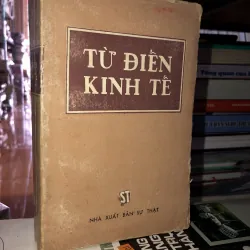 TỪ ĐIỂN
KINH TẾ
ST
NHÀ XUẤT BẢN SỰ THẬT